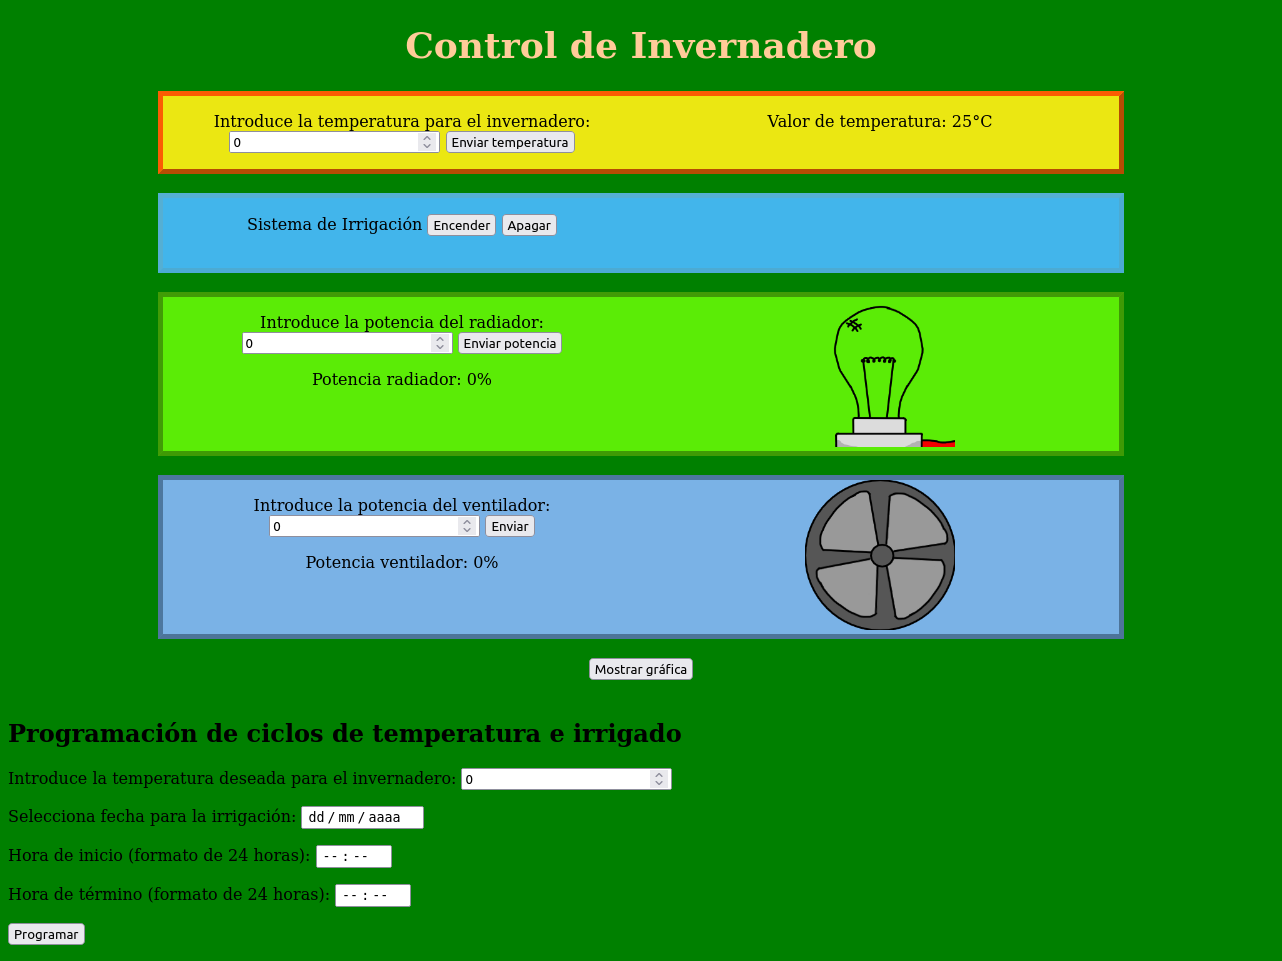 Control de Invernadero
Introduce la temperatura para el invernadero:
0 Enviar temperatura
Valor de temperatura: 25°C
Sistema de Irrigación Encender Apagar
Introduce la potencia del radiador:
0 Enviar potencia
Potencia radiador: 0%
Introduce la potencia del ventilador:
0 Enviar
Potencia ventilador: 0%
Mostrar gráfica
Programación de ciclos de temperatura e irrigado
Introduce la temperatura deseada para el invernadero: 0
Selecciona fecha para la irrigación: dd / mm / aaaa
Hora de inicio (formato de 24 horas): -- : --
Hora de término (formato de 24 horas): -- : --
Programar